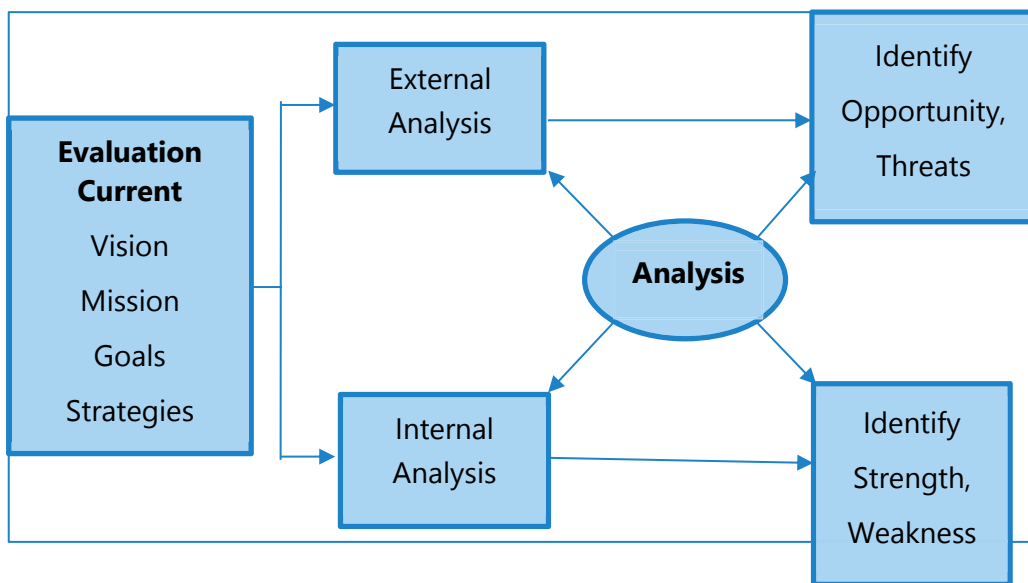 Evaluation
Current
Vision
Mission
Goals
Strategies
External
Analysis
Identify
Opportunity,
Threats
Analysis
Internal
Analysis
Identify
Strength,
Weakness